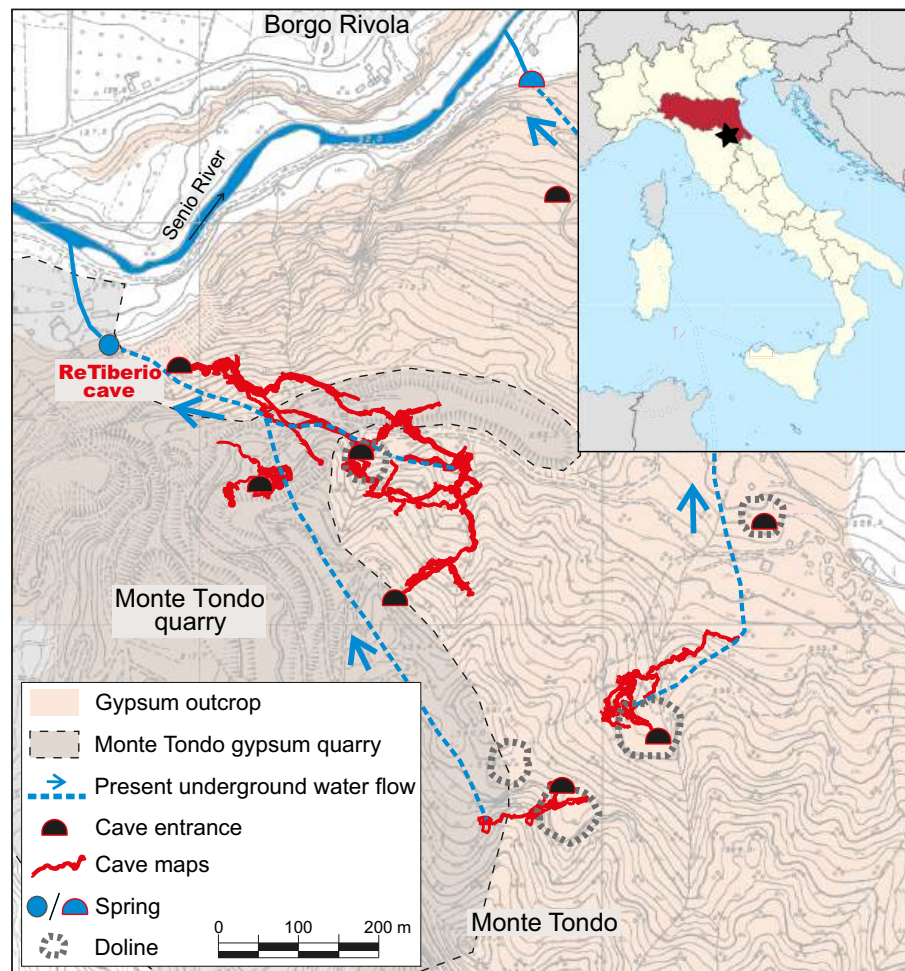 Borgo Rivola
Senio River
ReTiberio
cave
Monte Tondo
quarry
Gypsum outcrop
Monte Tondo gypsum quarry
Present underground water flow
Cave entrance
Cave maps
Spring
Doline
0 100 200 m
Monte Tondo